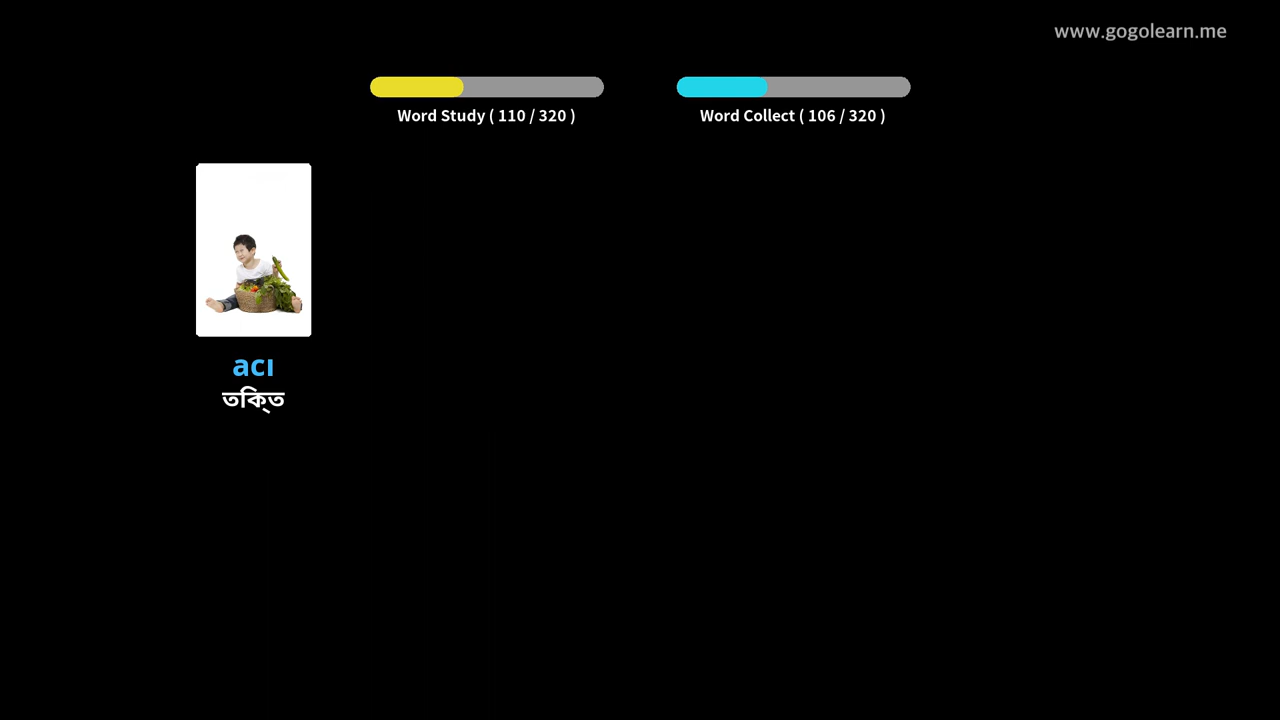 www.gogolearn.me
Word Study ( 110 / 320 )
Word Collect ( 106 / 320 )
acı
তিক্ত